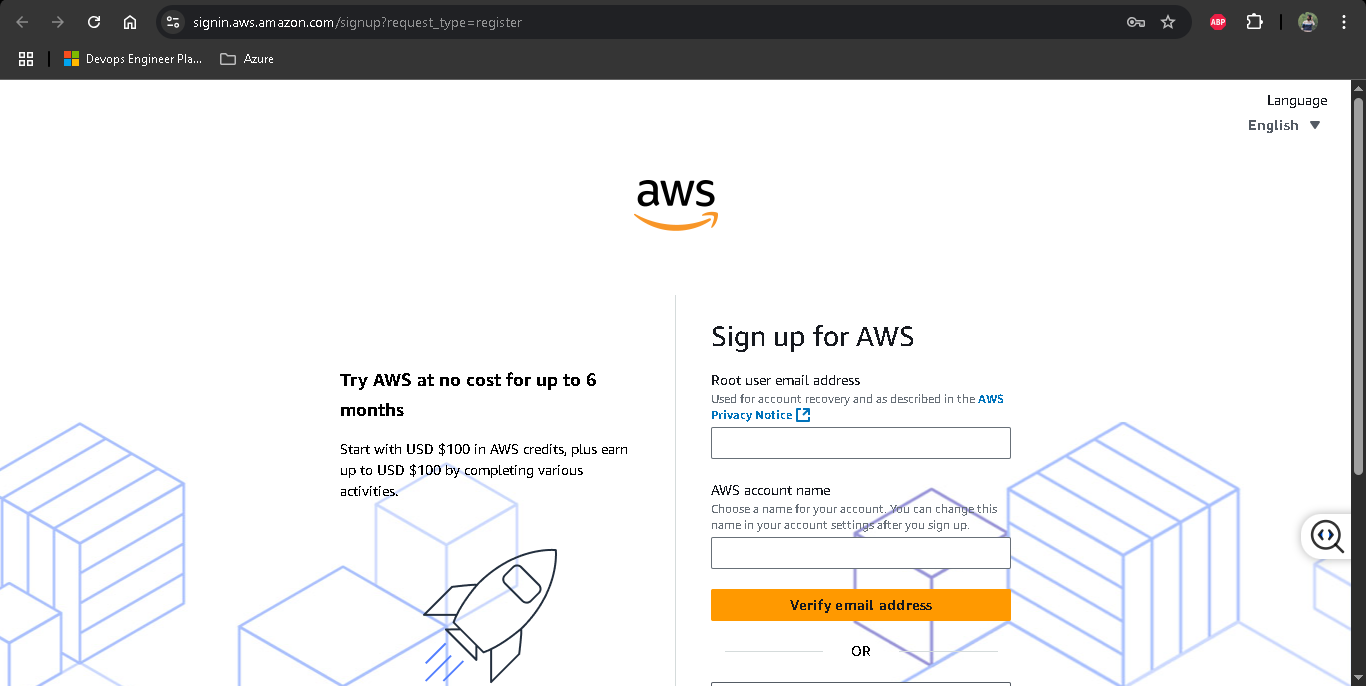 signin.aws.amazon.com/signup?request_type=register
ABP
Devops Engineer Pla...
Azure
Language
English
aws
Try AWS at no cost for up to 6
months
Start with USD $100 in AWS credits, plus earn
up to USD $100 by completing various
activities.
Sign up for AWS
Root user email address
Used for account recovery and as described in the AWS
Privacy Notice
AWS account name
Choose a name for your account. You can change this
name in your account settings after you sign up.
Verify email address
OR